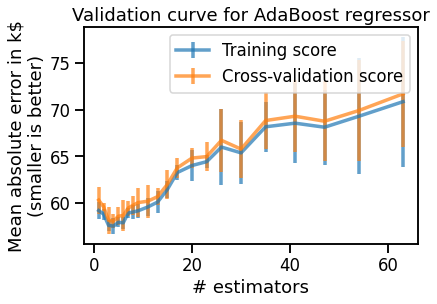 Validation curve for AdaBoost regressor
Mean absolute error in k$
(smaller is better)
Training score
Cross-validation score
75
70
65
60
0
20
40
60
# estimators